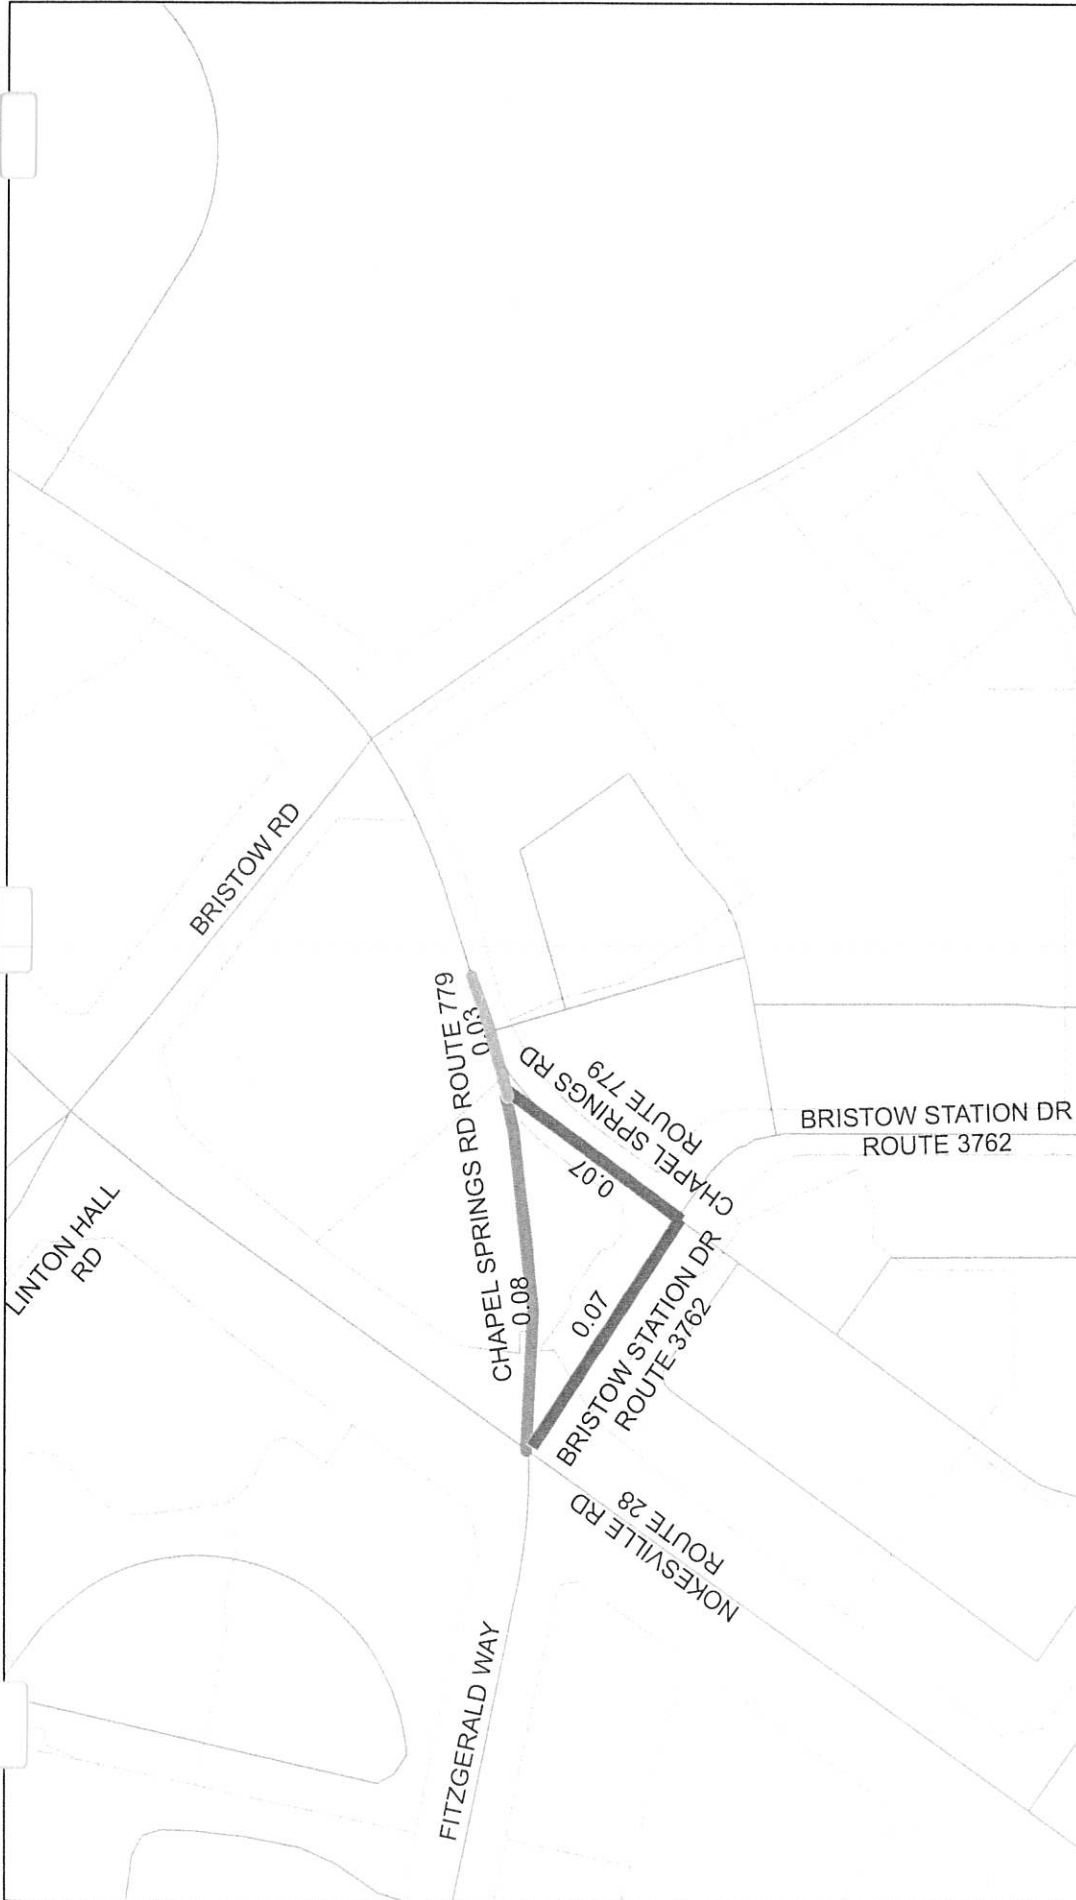 BRISTOW RD
CHAPEL SPRINGS RD ROUTE 779
0.03
CHAPEL SPRINGS RD
ROUTE 779
0.07
BRISTOW STATION DR
ROUTE 3762
LINTON HALL
RD
0.08
0.07
BRISTOW STATION DR
ROUTE 3762
NOKESVILLE RD
ROUTE 28
FITZGERALD WAY